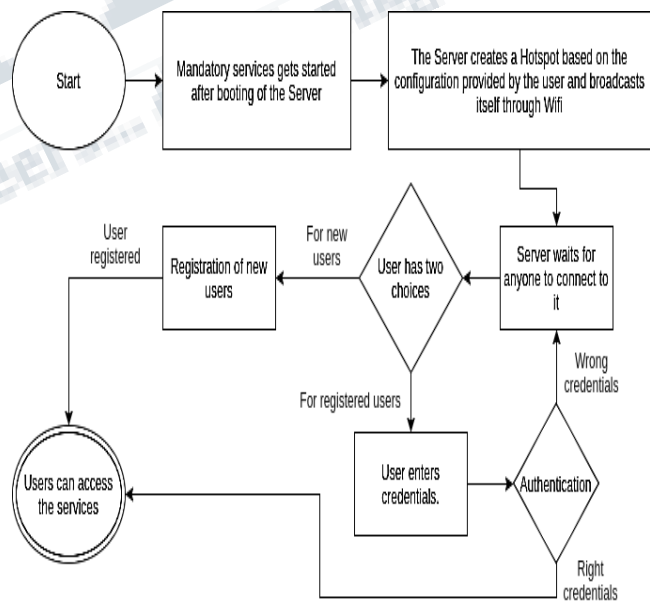 Start
Mandatory services gets started
after booting of the Server
The Server creates a Hotspot based on the
configuration provided by the user and broadcasts
itself through Wifi
User
registered
Registration of new
users
For new
users
User has two
choices
Server waits for
anyone to connect to
it
Wrong
credentials
For registered users
Users can access
the services
User enters
credentials.
Authentication
Right
credentials